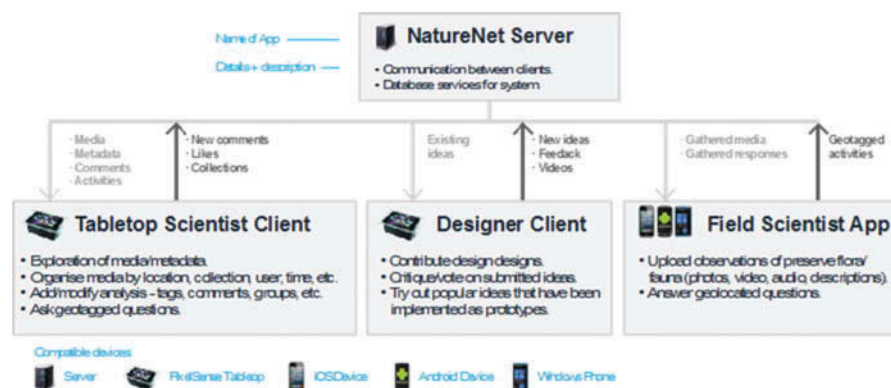 Name of App
NatureNet Server
Details + description
• Communication between clients.
• Database services for system
· Media
· Metadata
· Comments
· Activities
• New comments
• Likes
• Collections
Existing
ideas
• New ideas
• Feedack
• Videos
· Gathered media
· Gathered responses
Geotagged
activities
Tabletop Scientist Client
• Exploration of media/metadata.
• Organise media by location, collection, user, time, etc.
• Add/modify analysis - tags, comments, groups, etc.
• Ask geotagged questions.
Designer Client
• Contribute design designs.
• Critique/vote on submitted ideas.
• Try out popular ideas that have been
implemented as prototypes.
Field Scientist App
• Upload observations of preserve flora/
fauna (photos, video, audio, descriptions).
• Answer geolocated questions.
Compatible devices
Server
PixelSense Tabletop
iOS Device
Android Device
Windows Phone